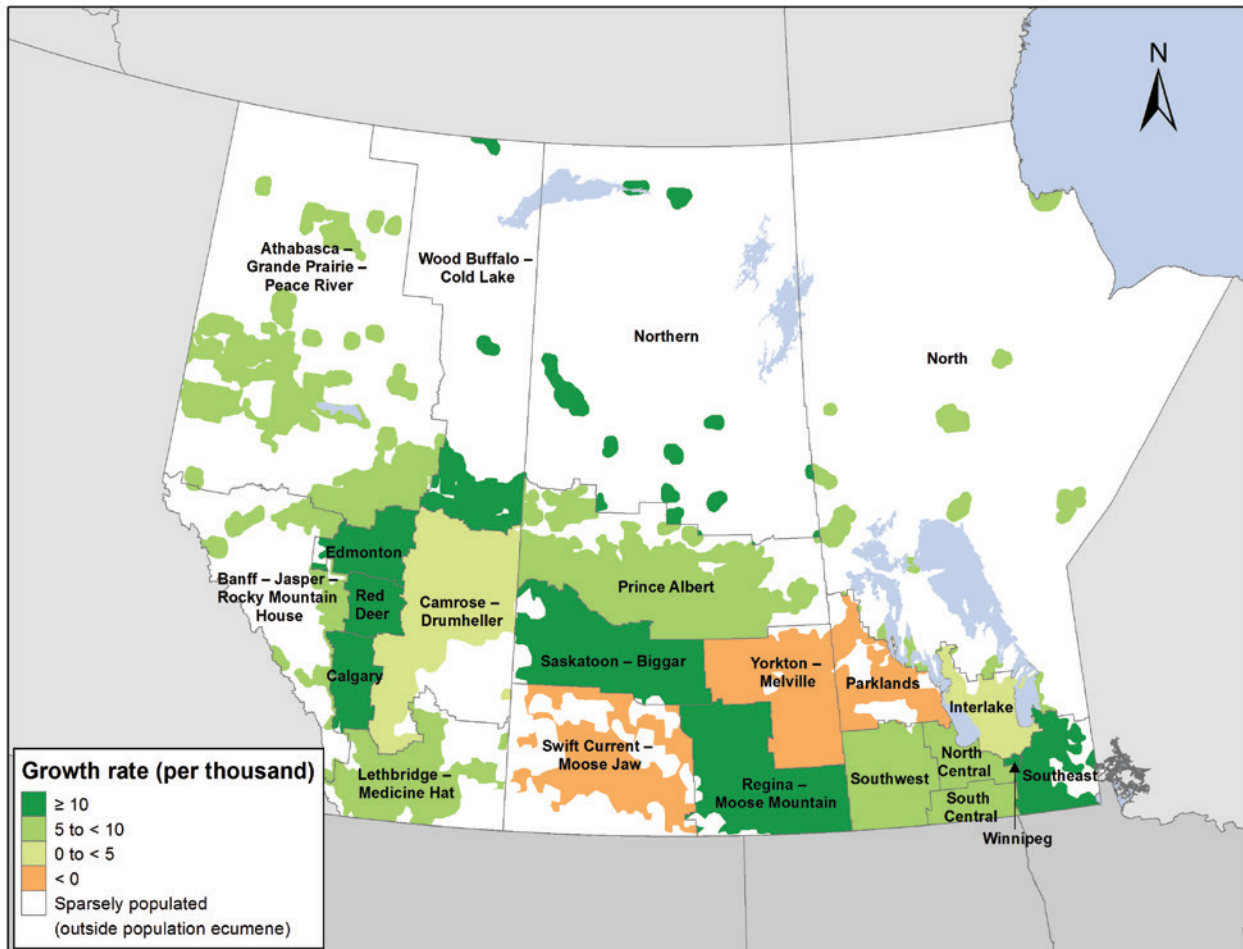 N
Athabasca –
Grande Prairie –
Peace River
Wood Buffalo –
Cold Lake
Northern
North
Edmonton
Banff – Jasper –
Rocky Mountain
House
Red
Deer
Camrose –
Drumheller
Prince Albert
Calgary
Saskatoon – Biggar
Yorkton –
Melville
Parklands
Interlake
Swift Current –
Moose Jaw
Lethbridge –
Medicine Hat
Regina –
Moose Mountain
Southwest
North
Central
South
Central
Southeast
Winnipeg
Growth rate (per thousand)
≥ 10
5 to < 10
0 to < 5
< 0
Sparsely populated
(outside population ecumene)